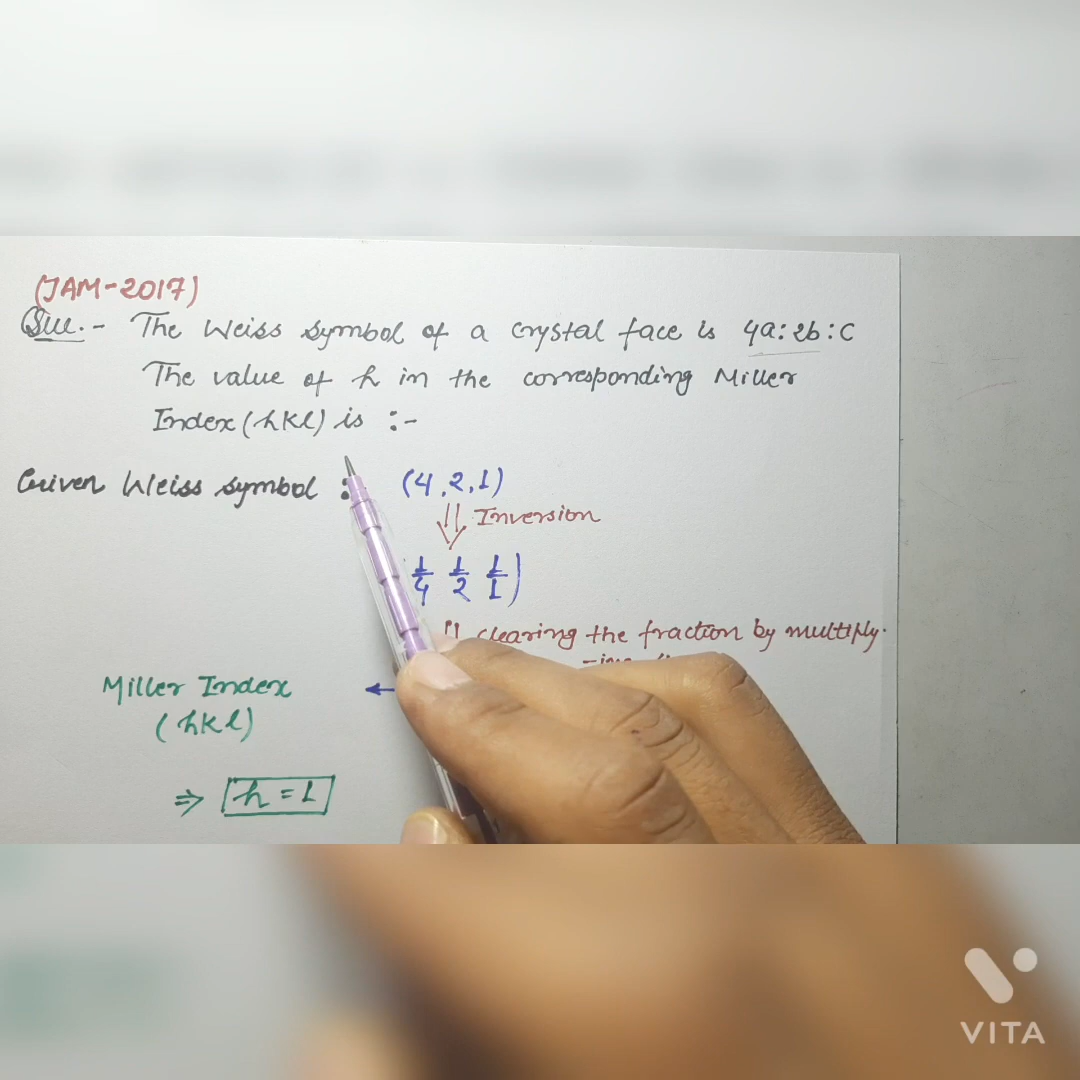 (JAM-2017)
Que.- The Weiss symbol of a crystal face is 4a:2b:C
The value of h in the corresponding Miller
Index (hkl) is :-
Given Weiss symbol : (4,2,1)
Inversion
1/4 1/2 1/1)
clearing the fraction by multiply-
Miller Index ←
(hkl)
⇒ h = 1
VITA